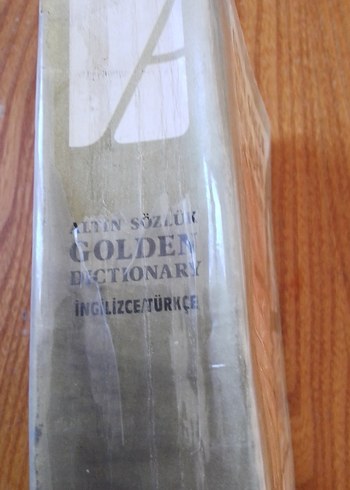 ALTIN SÖZLÜK
GOLDEN
DICTIONARY
İNGİLİZCE/TÜRKÇE